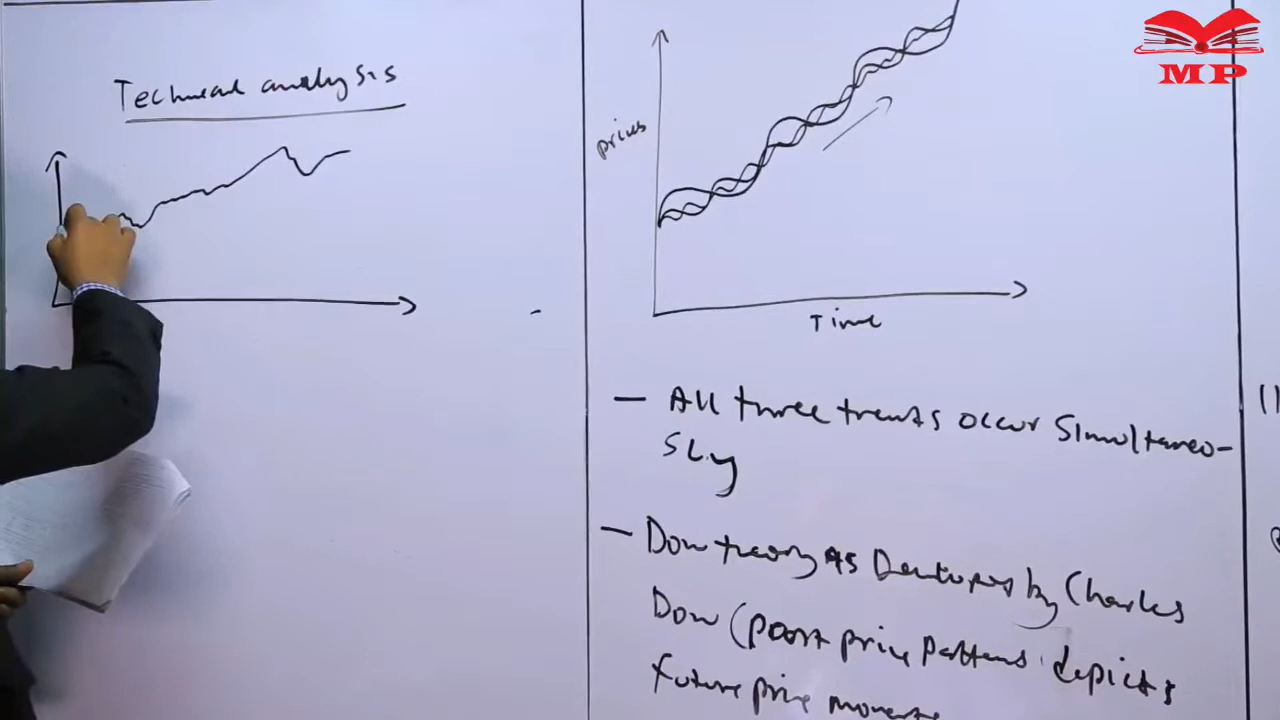 Technical analysis
prices
Time
- All three trends occur Simultaneo-
sly
- Dow theory as Developed by Charles
Dow (past price patterns depicts
future price moments
MP